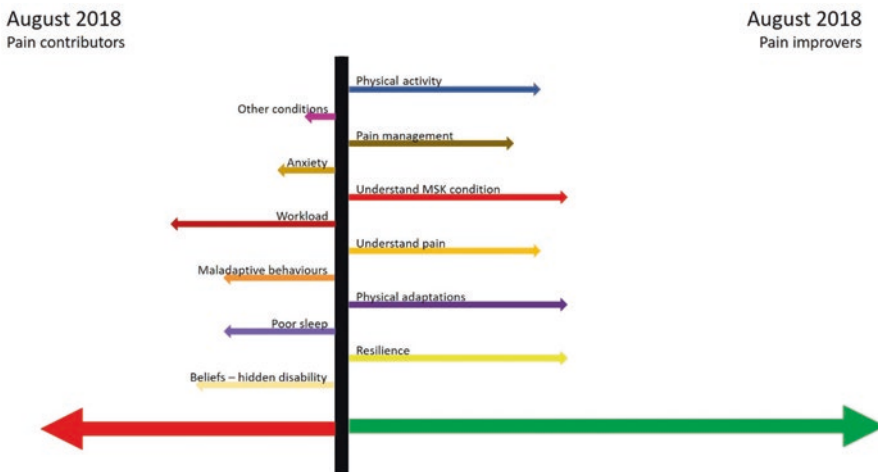 August 2018
Pain contributors
August 2018
Pain improvers
Physical activity
Other conditions
Pain management
Anxiety
Understand MSK condition
Workload
Understand pain
Maladaptive behaviours
Physical adaptations
Poor sleep
Resilience
Beliefs – hidden disability